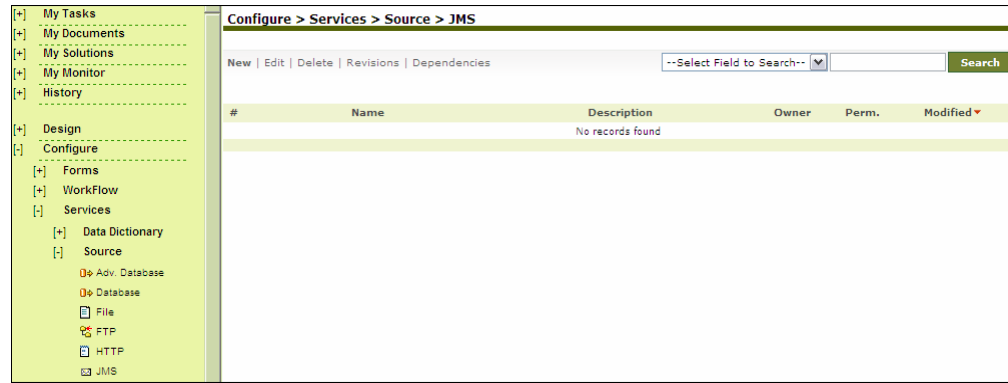 [+] My Tasks
[+] My Documents
[+] My Solutions
[+] My Monitor
[+] History
[+] Design
[-] Configure
[+] Forms
[+] WorkFlow
[-] Services
[+] Data Dictionary
[-] Source
Adv. Database
Database
File
FTP
HTTP
JMS
Configure > Services > Source > JMS
New | Edit | Delete | Revisions | Dependencies --Select Field to Search-- Search
# Name Description Owner Perm. Modified
No records found